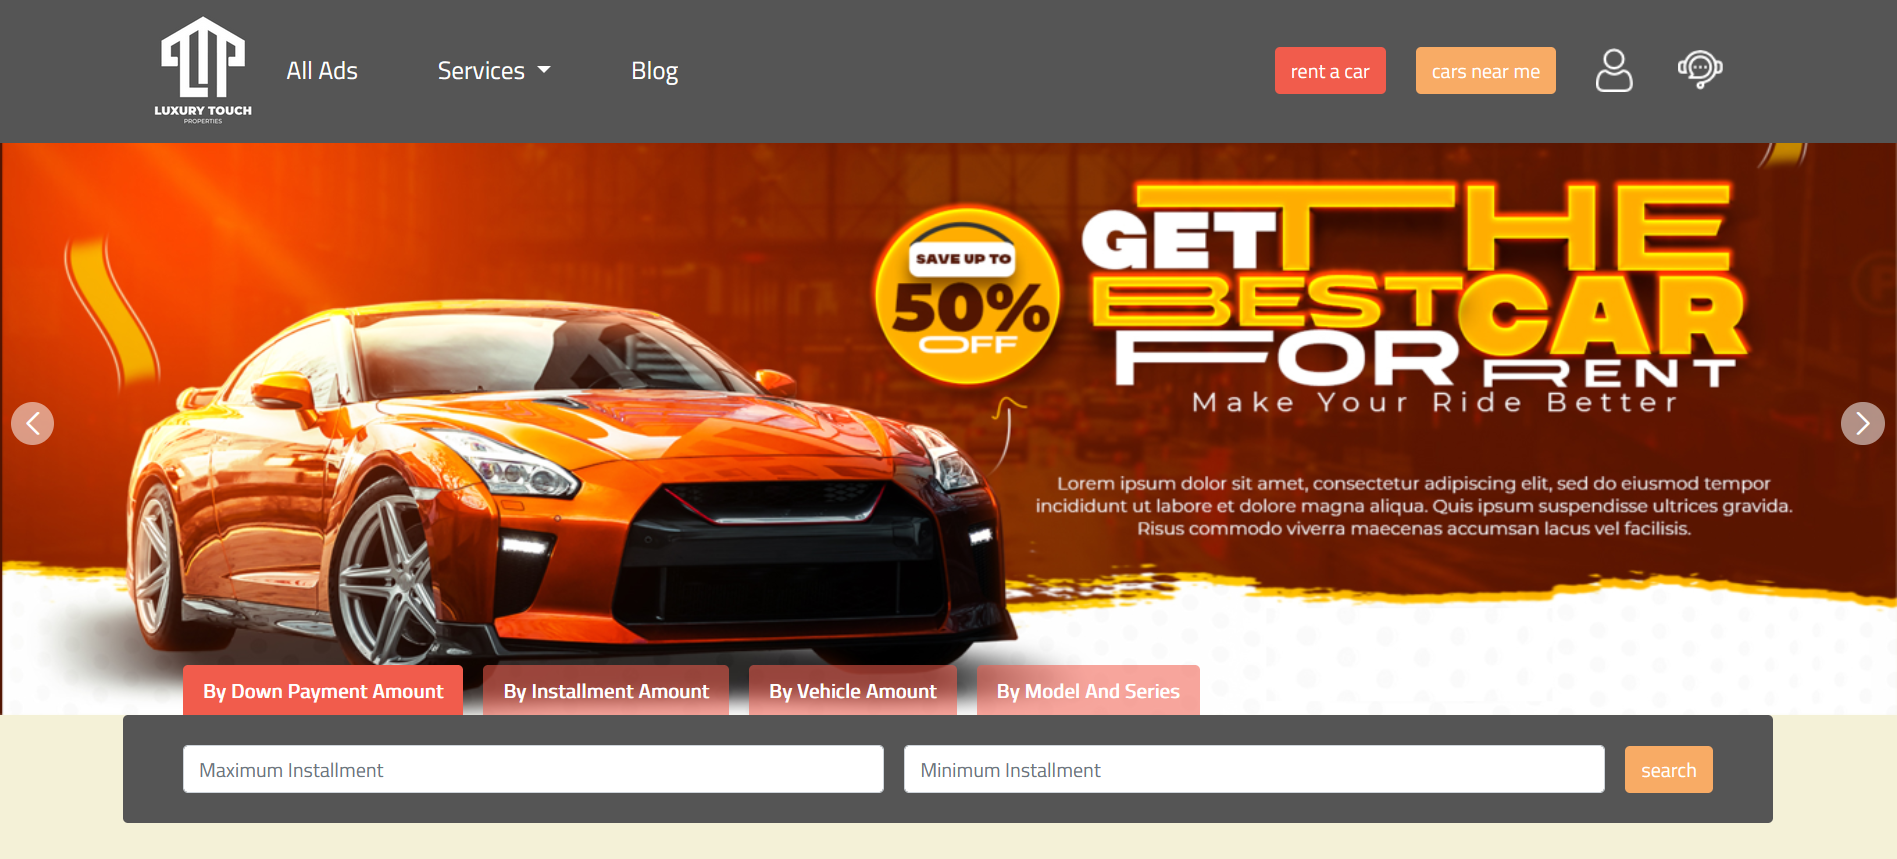 LUXURY TOUCH
PROPERTIES
All Ads
Services
Blog
rent a car
cars near me
SAVE UP TO
50%
OFF
GET THE
BEST CAR
FOR RENT
Make Your Ride Better
Lorem ipsum dolor sit amet, consectetur adipiscing elit, sed do eiusmod tempor
incididunt ut labore et dolore magna aliqua. Quis ipsum suspendisse ultrices gravida.
Risus commodo viverra maecenas accumsan lacus vel facilisis.
By Down Payment Amount
By Installment Amount
By Vehicle Amount
By Model And Series
Maximum Installment
Minimum Installment
search